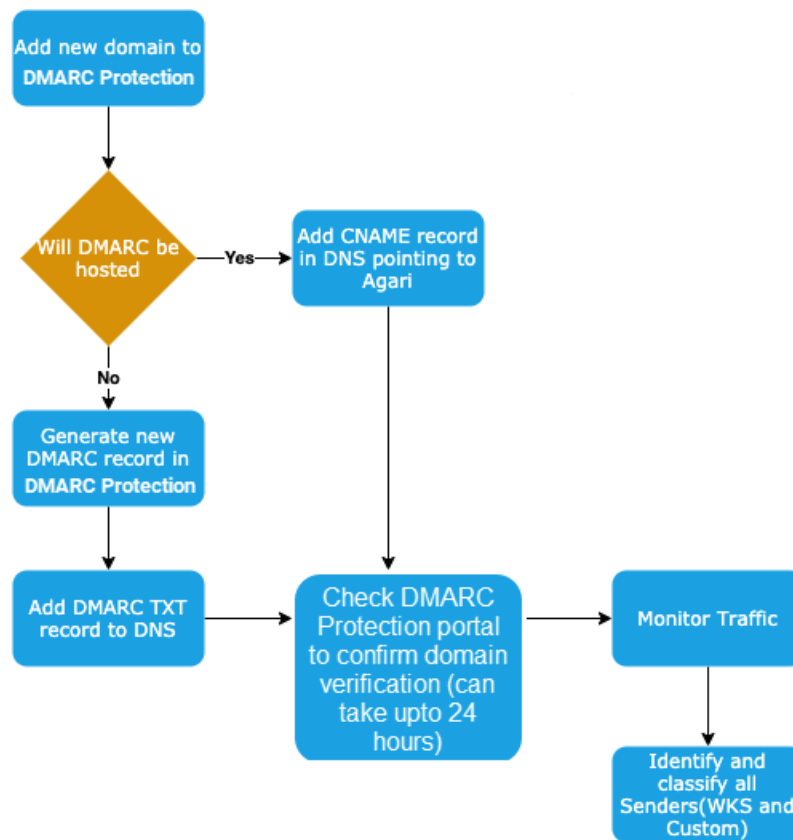 Add new domain to
DMARC Protection
Will DMARC be
hosted
Yes
Add CNAME record
in DNS pointing to
Agari
No
Generate new
DMARC record in
DMARC Protection
Add DMARC TXT
record to DNS
Check DMARC
Protection portal
to confirm domain
verification (can
take upto 24
hours)
Monitor Traffic
Identify and
classify all
Senders(WKS and
Custom)